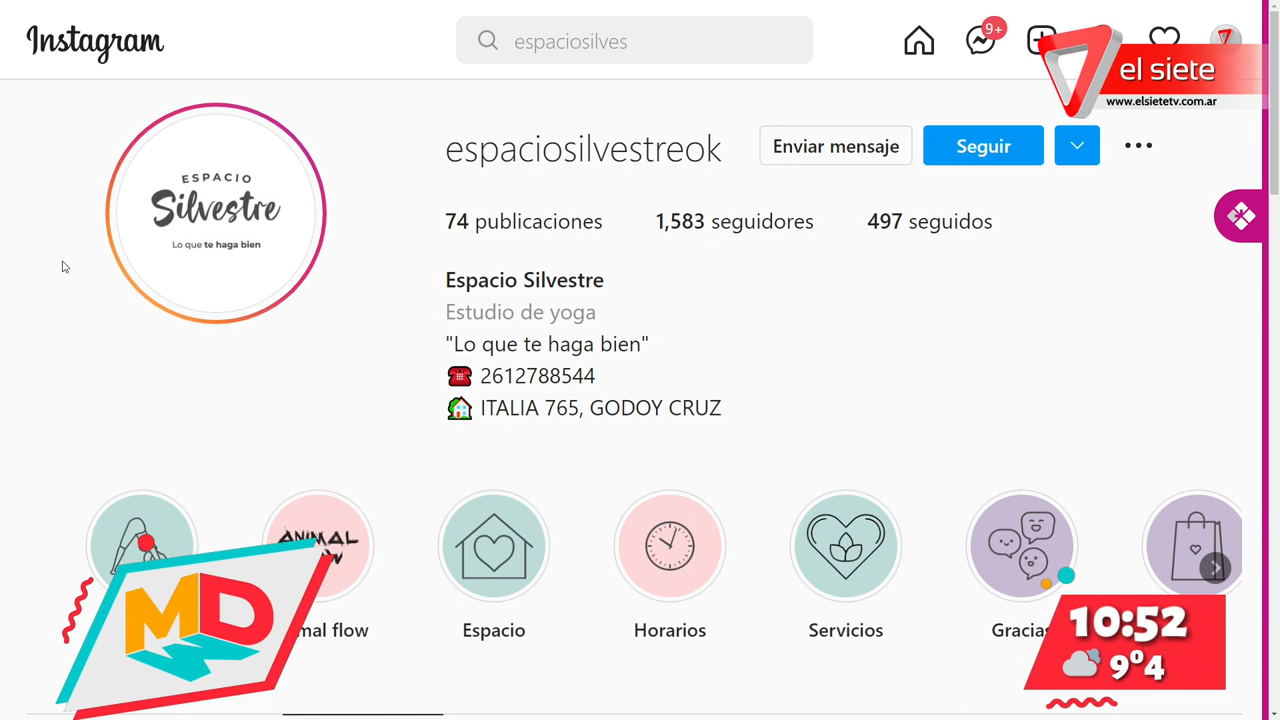 Instagram
espaciosilves
9+
el siete
www.elsietetv.com.ar
ESPACIO
Silvestre
Lo que te haga bien
espaciosilvestreok
Enviar mensaje
Seguir
74 publicaciones
1,583 seguidores
497 seguidos
Espacio Silvestre
Estudio de yoga
"Lo que te haga bien"
2612788544
ITALIA 765, GODOY CRUZ
ANIMAL
flow
Espacio
Horarios
Servicios
Gracias
MD
10:52
9º4